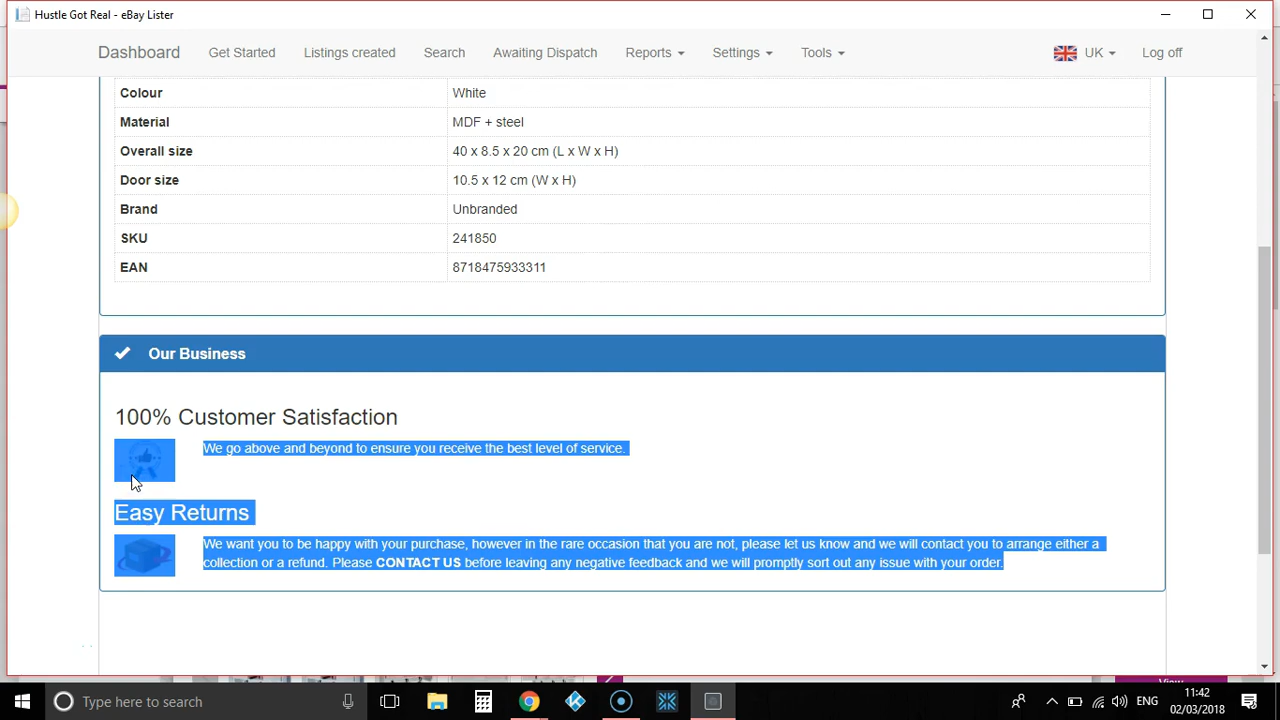 Hustle Got Real - eBay Lister
Dashboard Get Started Listings created Search Awaiting Dispatch Reports Settings Tools UK Log off
Colour White
Material MDF + steel
Overall size 40 x 8.5 x 20 cm (L x W x H)
Door size 10.5 x 12 cm (W x H)
Brand Unbranded
SKU 241850
EAN 8718475933311
Our Business
100% Customer Satisfaction
We go above and beyond to ensure you receive the best level of service.
Easy Returns
We want you to be happy with your purchase, however in the rare occasion that you are not, please let us know and we will contact you to arrange either a
collection or a refund. Please CONTACT US before leaving any negative feedback and we will promptly sort out any issue with your order.
View
Type here to search ENG 11:42
02/03/2018